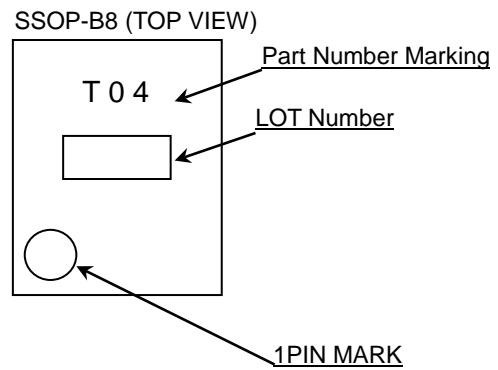 SSOP-B8 (TOP VIEW)
Part Number Marking
T 0 4
LOT Number
1PIN MARK